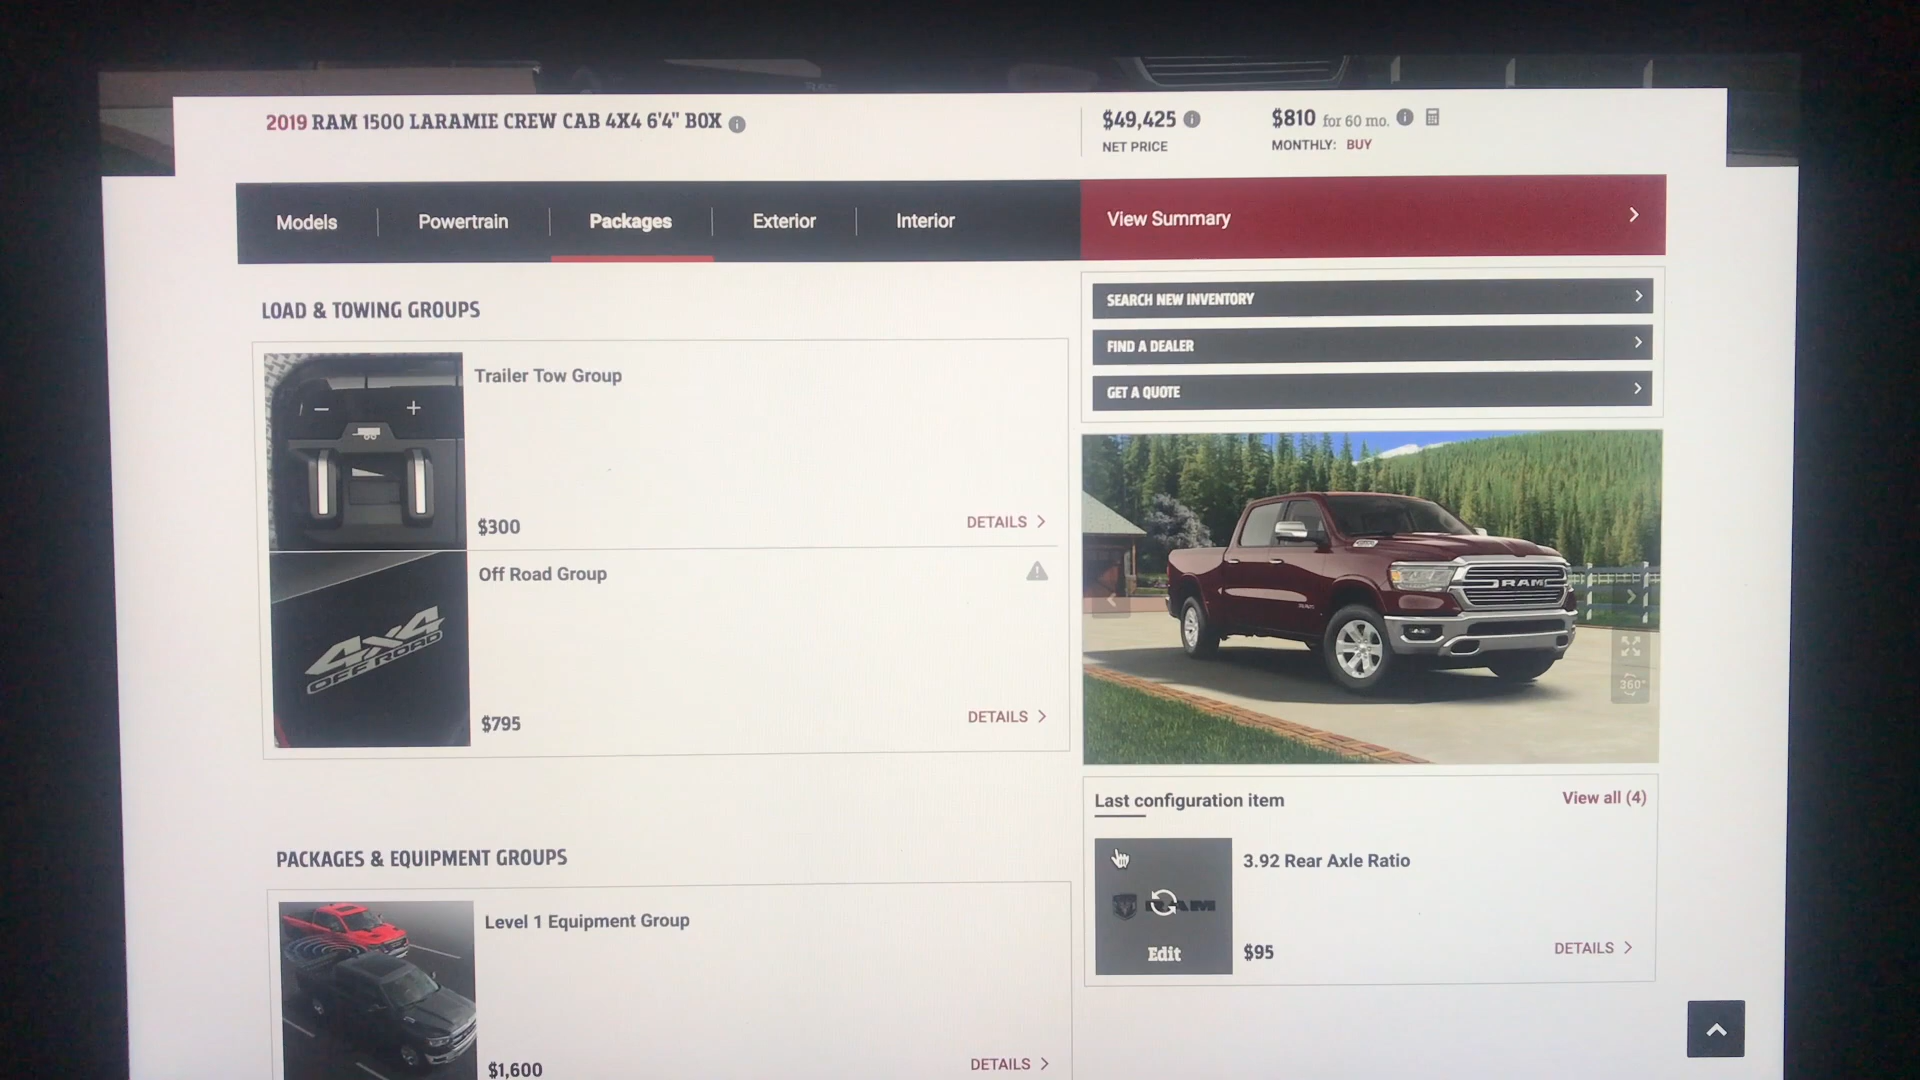 2019 RAM 1500 LARAMIE CREW CAB 4X4 6'4" BOX
$49,425
NET PRICE
$810 for 60 mo.
MONTHLY: BUY
Models
Powertrain
Packages
Exterior
Interior
View Summary
LOAD & TOWING GROUPS
Trailer Tow Group
$300
DETAILS
Off Road Group
4x4
OFF ROAD
$795
DETAILS
PACKAGES & EQUIPMENT GROUPS
Level 1 Equipment Group
$1,600
DETAILS
SEARCH NEW INVENTORY
FIND A DEALER
GET A QUOTE
RAM
360°
Last configuration item
View all (4)
3.92 Rear Axle Ratio
RAM
Edit
$95
DETAILS